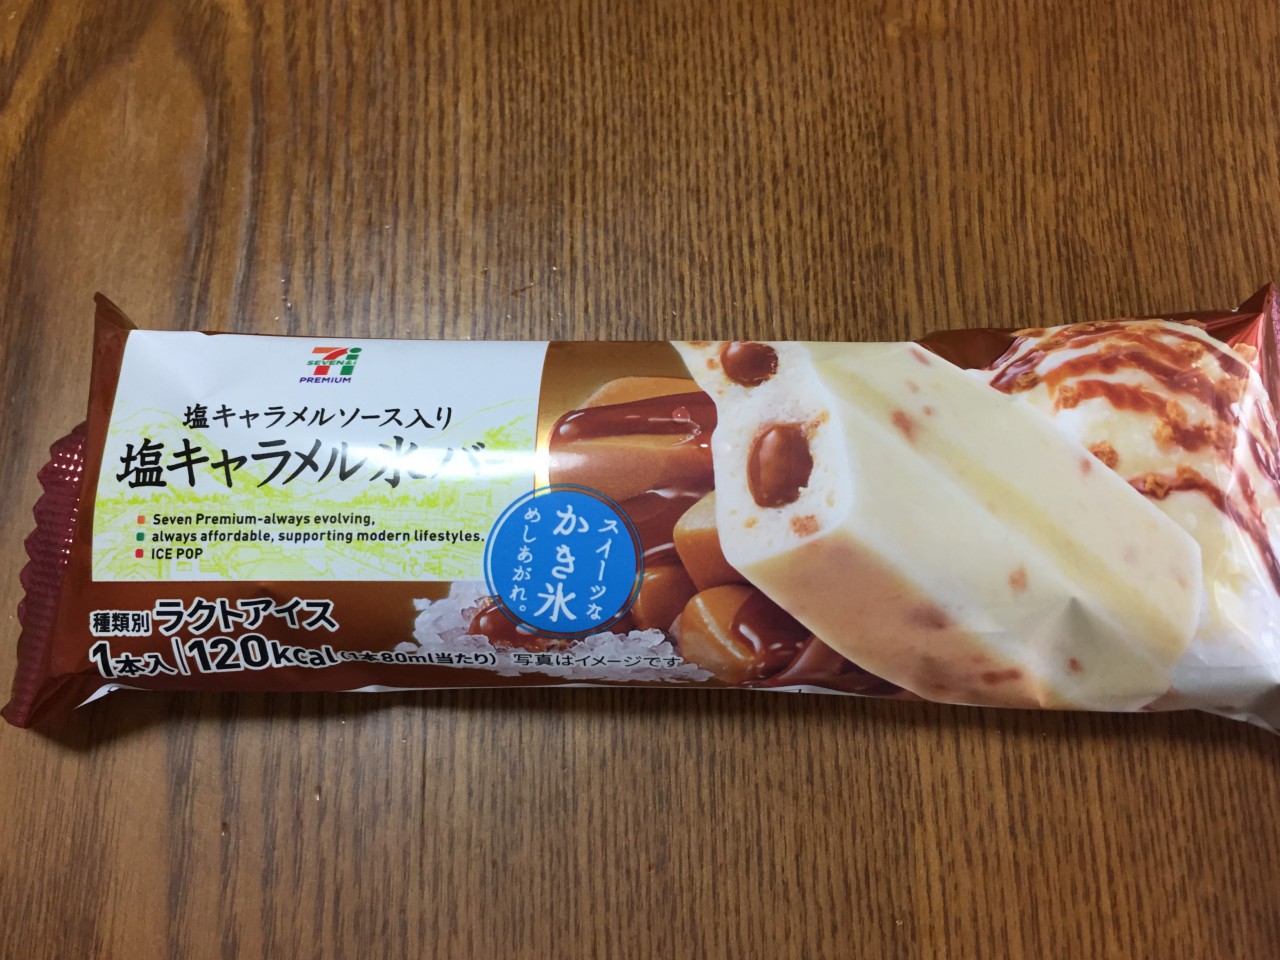 SEVEN&i
PREMIUM
塩キャラメルソース入り
塩キャラメル氷バー
Seven Premium-always evolving,
always affordable, supporting modern lifestyles.
ICE POP
スイーツな
かき氷
めしあがれ。
種類別 ラクトアイス
1本入/120kcal(1本80ml当たり) 写真はイメージです